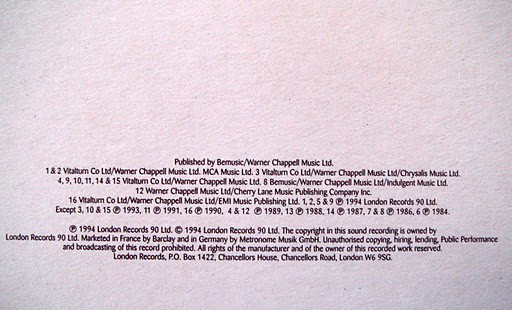 Published by Bemusic/Warner Chappell Music Ltd.
1 & 2 Vitalturn Co Ltd/Warner Chappell Music Ltd. MCA Music Ltd. 3 Vitalturn Co Ltd/Warner Chappell Music Ltd/Chrysalis Music Ltd.
4, 9, 10, 11, 14 & 15 Vitalturn Co Ltd/Warner Chappell Music Ltd. 8 Bemusic/Warner Chappell Music Ltd/Indulgent Music Ltd.
12 Warner Chappell Music Ltd/Cherry Lane Music Publishing Company Inc.
16 Vitalturn Co Ltd/Warner Chappell Music Ltd/EMI Music Publishing Ltd. 1, 2, 5 & 9 ℗ 1994 London Records 90 Ltd.
Except 3, 10 & 15 ℗ 1993, 11 ℗ 1991, 16 ℗ 1990, 4 & 12 ℗ 1989, 13 ℗ 1988, 14 ℗ 1987, 7 & 8 ℗ 1986, 6 ℗ 1984.
℗ 1994 London Records 90 Ltd. © 1994 London Records 90 Ltd. The copyright in this sound recording is owned by
London Records 90 Ltd. Marketed in France by Barclay and in Germany by Metronome Musik GmbH. Unauthorised copying, hiring, lending, Public Performance
and broadcasting of this record prohibited. All rights of the manufacturer and of the owner of this recorded work reserved.
London Records, P.O. Box 1422, Chancellors House, Chancellors Road, London W6 9SG.